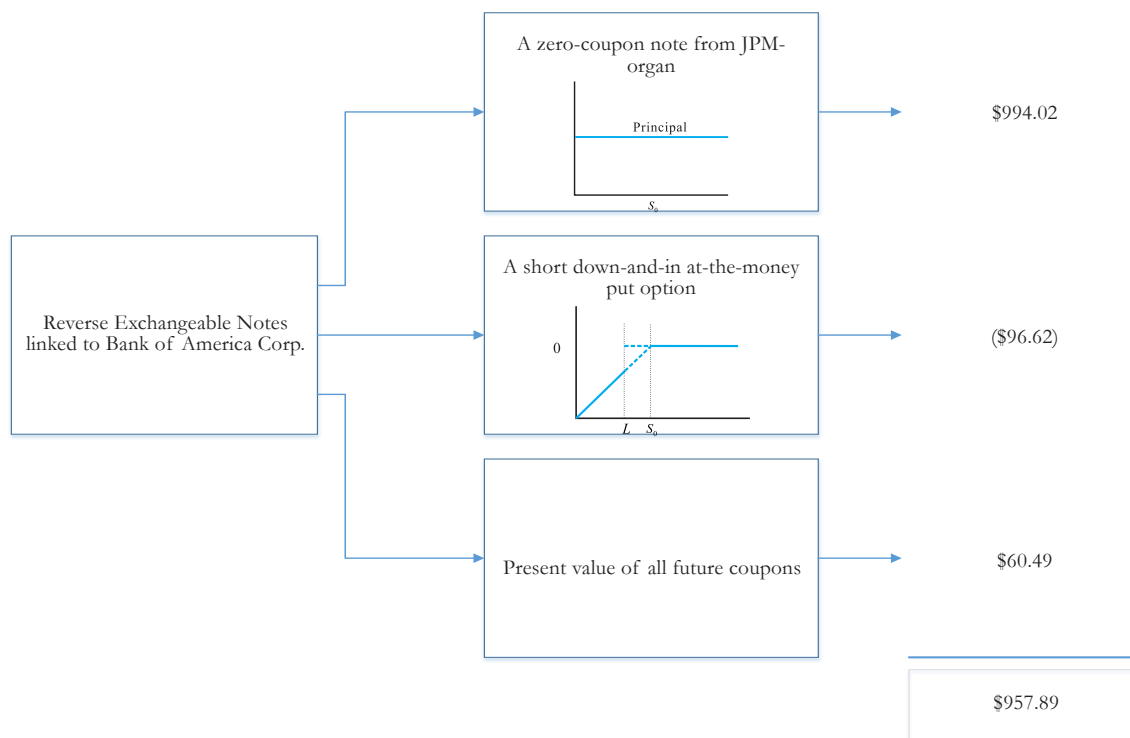 A zero-coupon note from JPM-
organ
Principal
S₀
$994.02
Reverse Exchangeable Notes
linked to Bank of America Corp.
A short down-and-in at-the-money
put option
0
L S₀
($96.62)
Present value of all future coupons
$60.49
$957.89